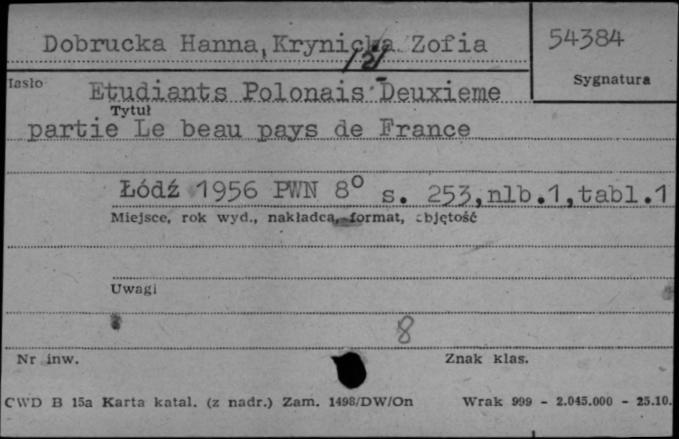 Dobrucka Hanna, Krynicka Zofia
54384
/2/
Hasło
Sygnatura
Etudiants Polonais Deuxieme
Tytuł
partie Le beau pays de France
Łódź 1956 PWN 8° s. 253, nlb.1, tabl.1
Miejsce, rok wyd., nakładca, format, objętość
Uwagi
8
Nr inw.
Znak klas.
CWD B 15a Karta katal. (z nadr.) Zam. 1498/DW/On
Wrak 999 - 2.045.000 - 25.10.